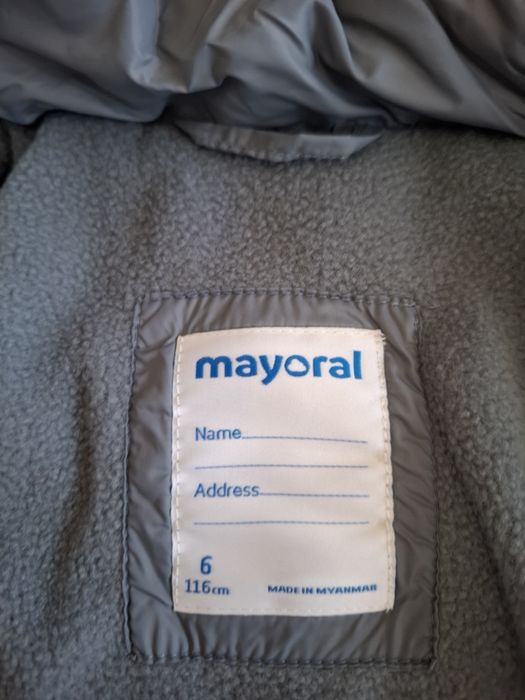 mayoral
Name
Address
6
116cm
MADE IN MYANMAR